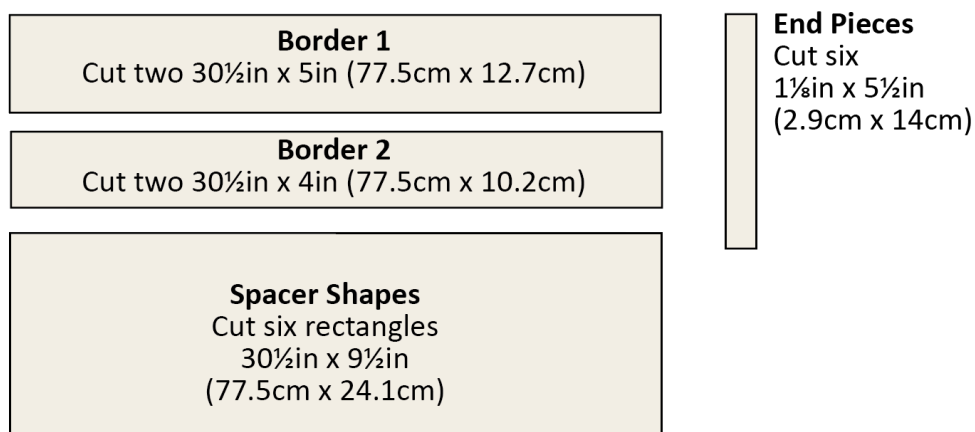 Border 1
Cut two 30½in x 5in (77.5cm x 12.7cm)
Border 2
Cut two 30½in x 4in (77.5cm x 10.2cm)
Spacer Shapes
Cut six rectangles
30½in x 9½in
(77.5cm x 24.1cm)
End Pieces
Cut six
1⅛in x 5½in
(2.9cm x 14cm)